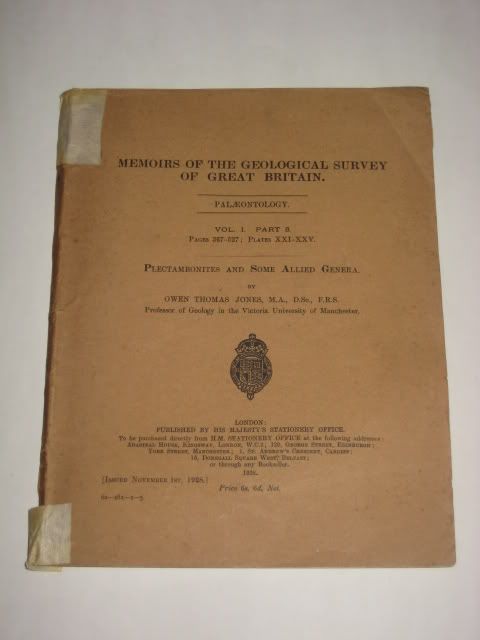 MEMOIRS OF THE GEOLOGICAL SURVEY
OF GREAT BRITAIN.
PALÆONTOLOGY.
VOL. I. PART 5.
PAGES 367-527; PLATES XXI-XXV.
PLECTAMBONITES AND SOME ALLIED GENERA.
BY
OWEN THOMAS JONES, M.A., D.Sc., F.R.S.
Professor of Geology in the Victoria University of Manchester.
LONDON:
PUBLISHED BY HIS MAJESTY'S STATIONERY OFFICE.
To be purchased directly from H.M. STATIONERY OFFICE at the following addresses:
ADASTRAL HOUSE, KINGSWAY, LONDON, W.C.2; 120, GEORGE STREET, EDINBURGH;
YORK STREET, MANCHESTER; 1, ST. ANDREW'S CRESCENT, CARDIFF;
15, DONEGALL SQUARE WEST, BELFAST;
or through any Bookseller.
1928.
[ISSUED NOVEMBER 1ST, 1928.]
Price 6s. 6d. Net.